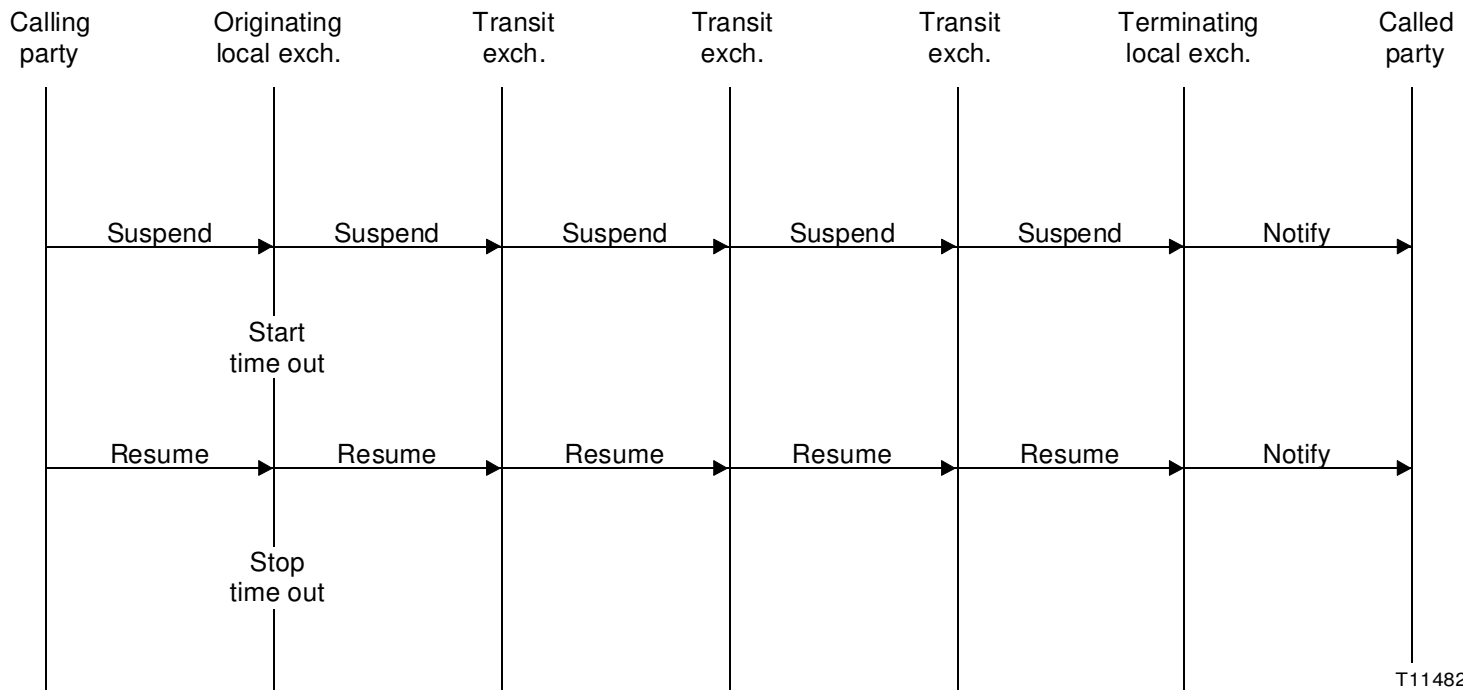 Calling
party
Originating
local exch.
Transit
exch.
Transit
exch.
Transit
exch.
Terminating
local exch.
Called
party
Suspend
Suspend
Suspend
Suspend
Suspend
Notify
Start
time out
Resume
Resume
Resume
Resume
Resume
Notify
Stop
time out
T11482